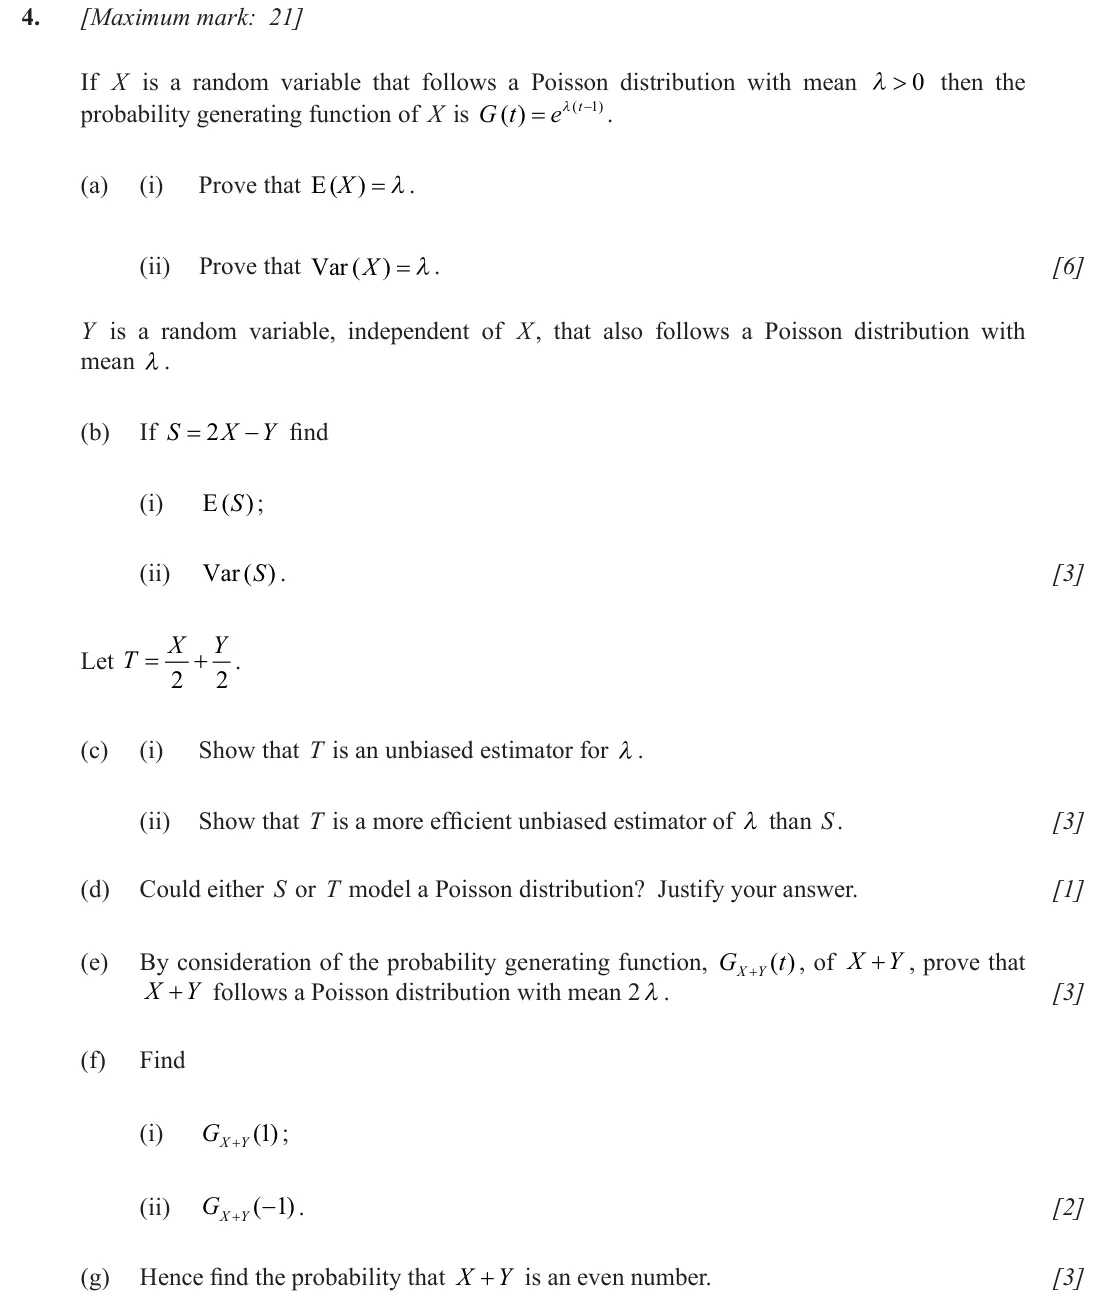 4. [Maximum mark: 21]
If X is a random variable that follows a Poisson distribution with mean λ > 0 then the
probability generating function of X is G(t) = e^{λ(t−1)}.
(a) (i) Prove that E(X) = λ.
(ii) Prove that Var(X) = λ. [6]
Y is a random variable, independent of X, that also follows a Poisson distribution with
mean λ.
(b) If S = 2X − Y find
(i) E(S);
(ii) Var(S). [3]
Let T = X/2 + Y/2.
(c) (i) Show that T is an unbiased estimator for λ.
(ii) Show that T is a more efficient unbiased estimator of λ than S. [3]
(d) Could either S or T model a Poisson distribution? Justify your answer. [1]
(e) By consideration of the probability generating function, G_{X+Y}(t), of X + Y, prove that
X + Y follows a Poisson distribution with mean 2λ. [3]
(f) Find
(i) G_{X+Y}(1);
(ii) G_{X+Y}(−1). [2]
(g) Hence find the probability that X + Y is an even number. [3]